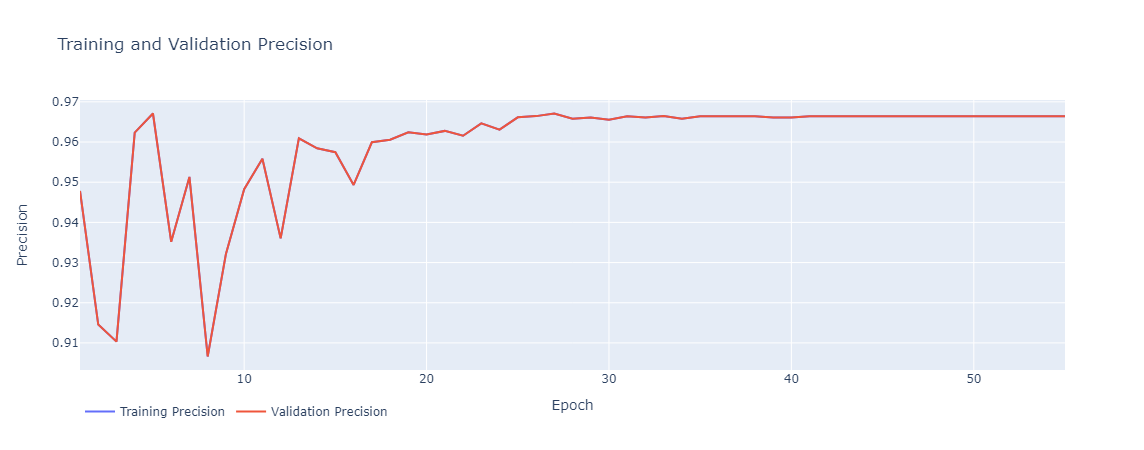 Training and Validation Precision
Precision
0.97
0.96
0.95
0.94
0.93
0.92
0.91
10 20 30 40 50
Epoch
Training Precision Validation Precision